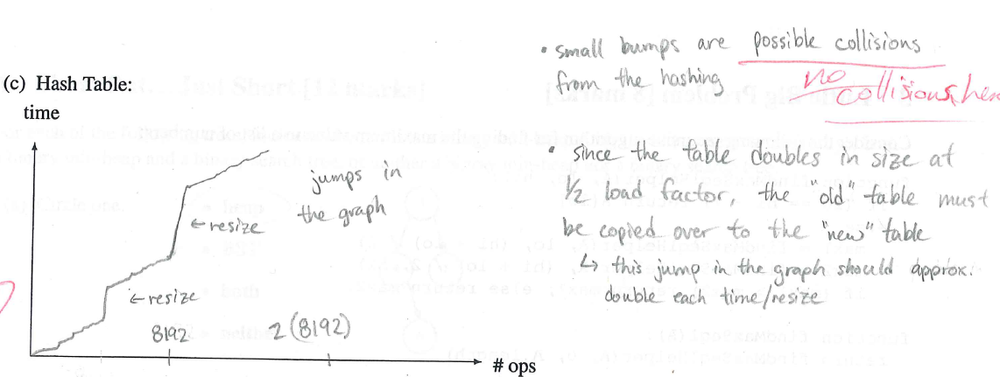 • small bumps are possible collisions
from the hashing
no
collisions
(c) Hash Table:
time
• since the table doubles in size at
1/2 load factor, the "old" table must
be copied over to the "new" table
↳ this jump in the graph should approx.
double each time/resize
jumps in
the graph
← resize
← resize
8192
2(8192)
# ops